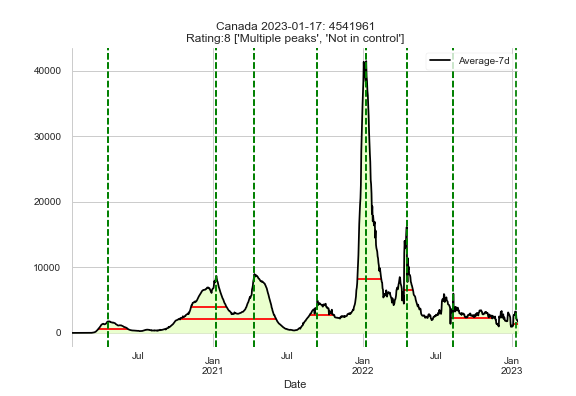 Canada 2023-01-17: 4541961
Rating:8 ['Multiple peaks', 'Not in control']
Average-7d
40000
30000
20000
10000
0
Jul
Jan
2021
Jul
Jan
2022
Jul
Jan
2023
Date